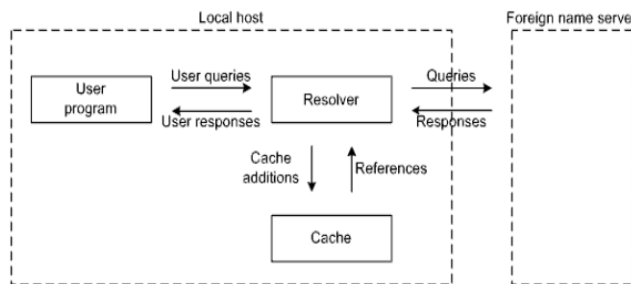 Local host
Foreign name serve
User queries
Queries
User
program
Resolver
User responses
Responses
Cache
additions
References
Cache